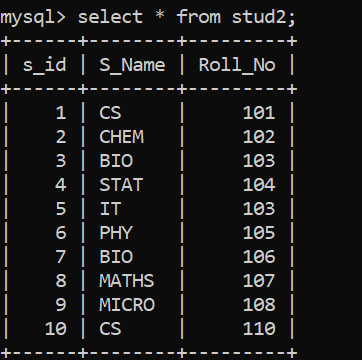 mysql> select * from stud2;
+------+--------+---------+
| s_id | S_Name | Roll_No |
+------+--------+---------+
|    1 | CS     |     101 |
|    2 | CHEM   |     102 |
|    3 | BIO    |     103 |
|    4 | STAT   |     104 |
|    5 | IT     |     103 |
|    6 | PHY    |     105 |
|    7 | BIO    |     106 |
|    8 | MATHS  |     107 |
|    9 | MICRO  |     108 |
|   10 | CS     |     110 |
+------+--------+---------+